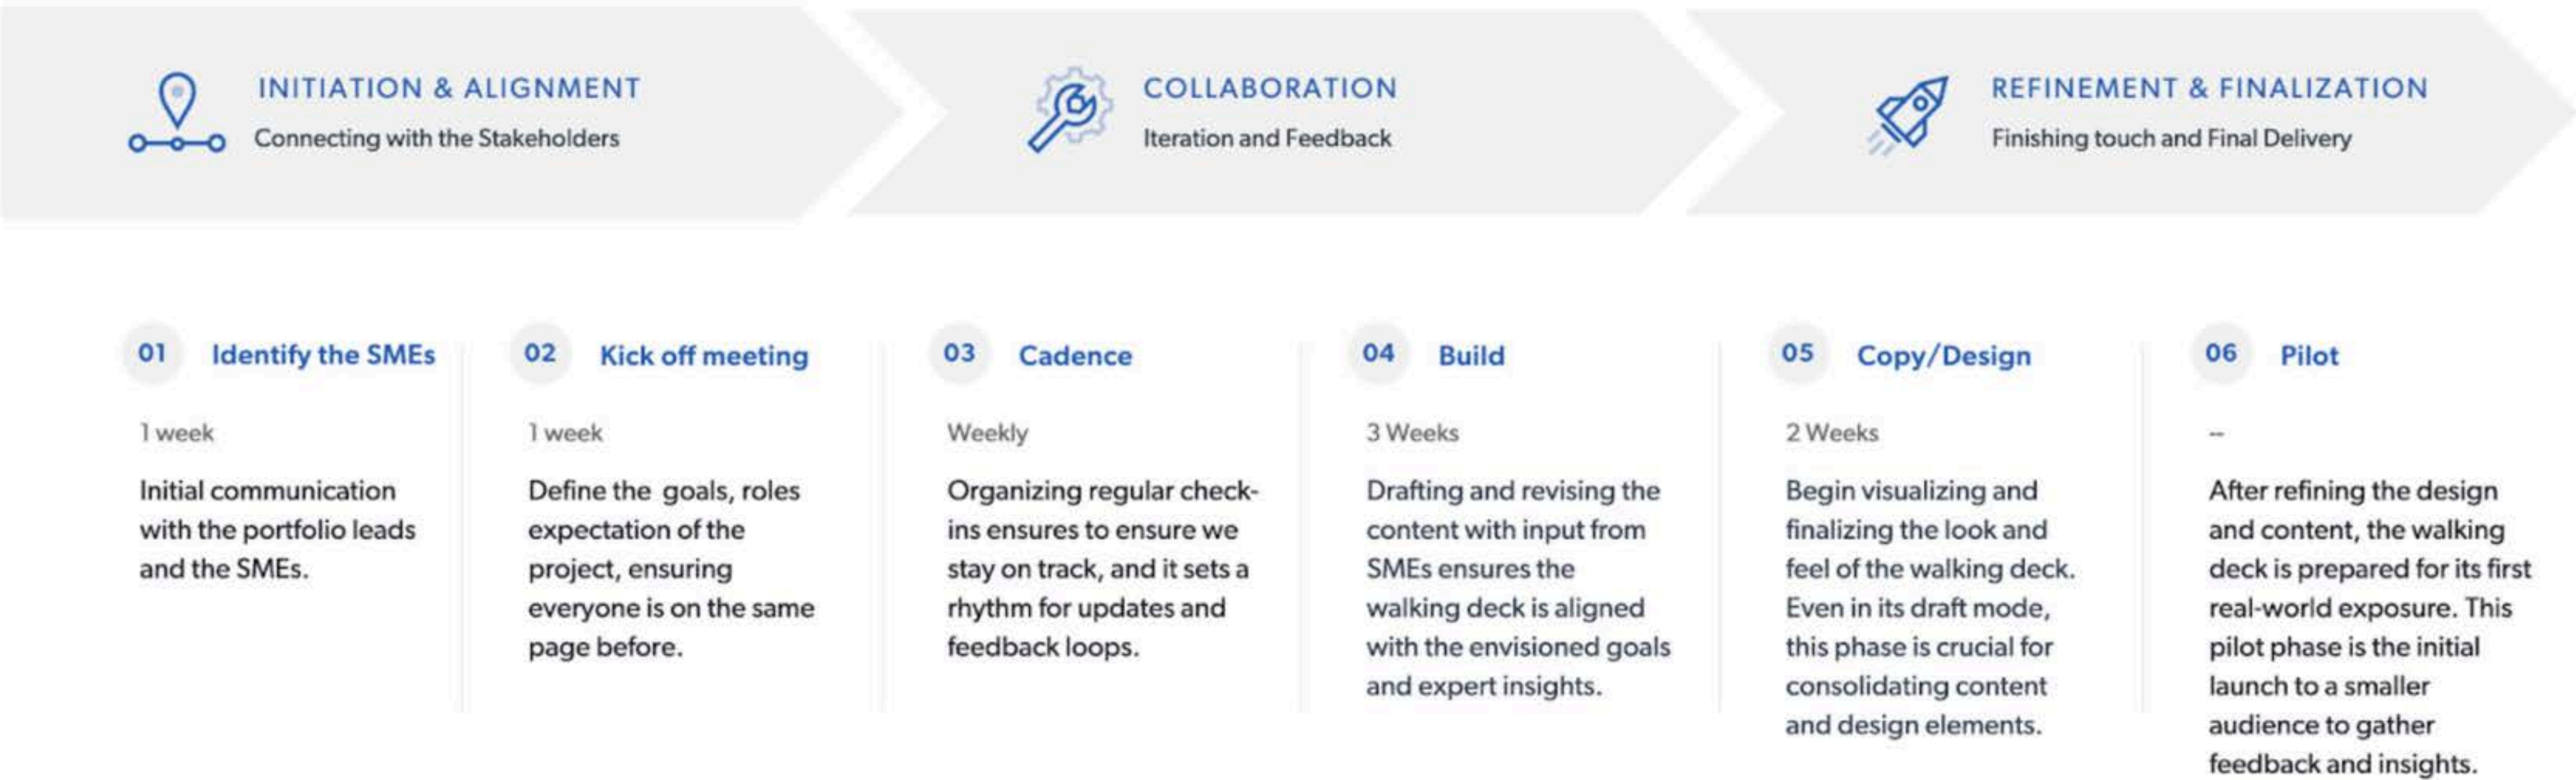 INITIATION & ALIGNMENT
Connecting with the Stakeholders
COLLABORATION
Iteration and Feedback
REFINEMENT & FINALIZATION
Finishing touch and Final Delivery
01 Identify the SMEs
1 week
Initial communication
with the portfolio leads
and the SMEs.
02 Kick off meeting
1 week
Define the goals, roles
expectation of the
project, ensuring
everyone is on the same
page before.
03 Cadence
Weekly
Organizing regular check-
ins ensures to ensure we
stay on track, and it sets a
rhythm for updates and
feedback loops.
04 Build
3 Weeks
Drafting and revising the
content with input from
SMEs ensures the
walking deck is aligned
with the envisioned goals
and expert insights.
05 Copy/Design
2 Weeks
Begin visualizing and
finalizing the look and
feel of the walking deck.
Even in its draft mode,
this phase is crucial for
consolidating content
and design elements.
06 Pilot
--
After refining the design
and content, the walking
deck is prepared for its first
real-world exposure. This
pilot phase is the initial
launch to a smaller
audience to gather
feedback and insights.